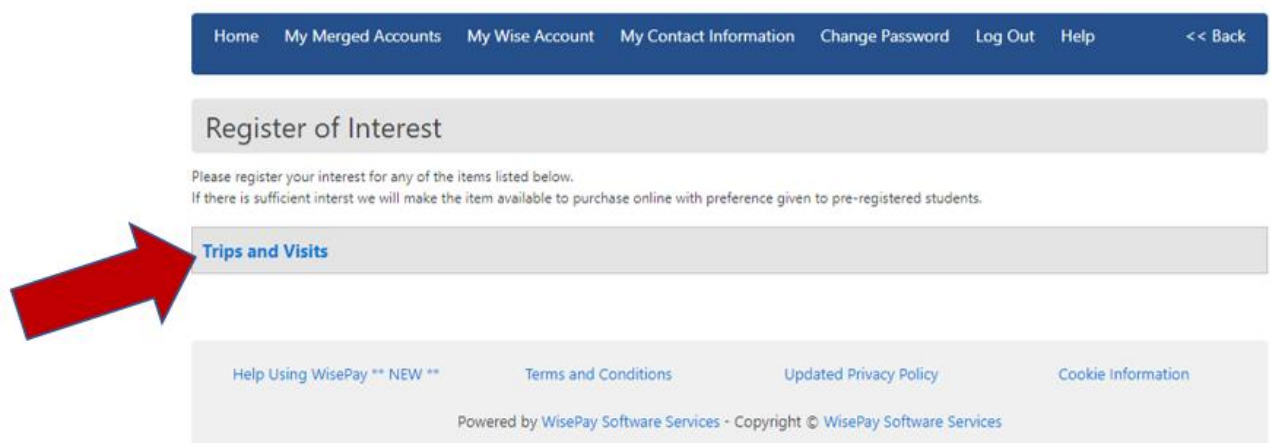 Home My Merged Accounts My Wise Account My Contact Information Change Password Log Out Help << Back
Register of Interest
Please register your interest for any of the items listed below.
If there is sufficient interst we will make the item available to purchase online with preference given to pre-registered students.
Trips and Visits
Help Using WisePay ** NEW ** Terms and Conditions Updated Privacy Policy Cookie Information
Powered by WisePay Software Services - Copyright © WisePay Software Services